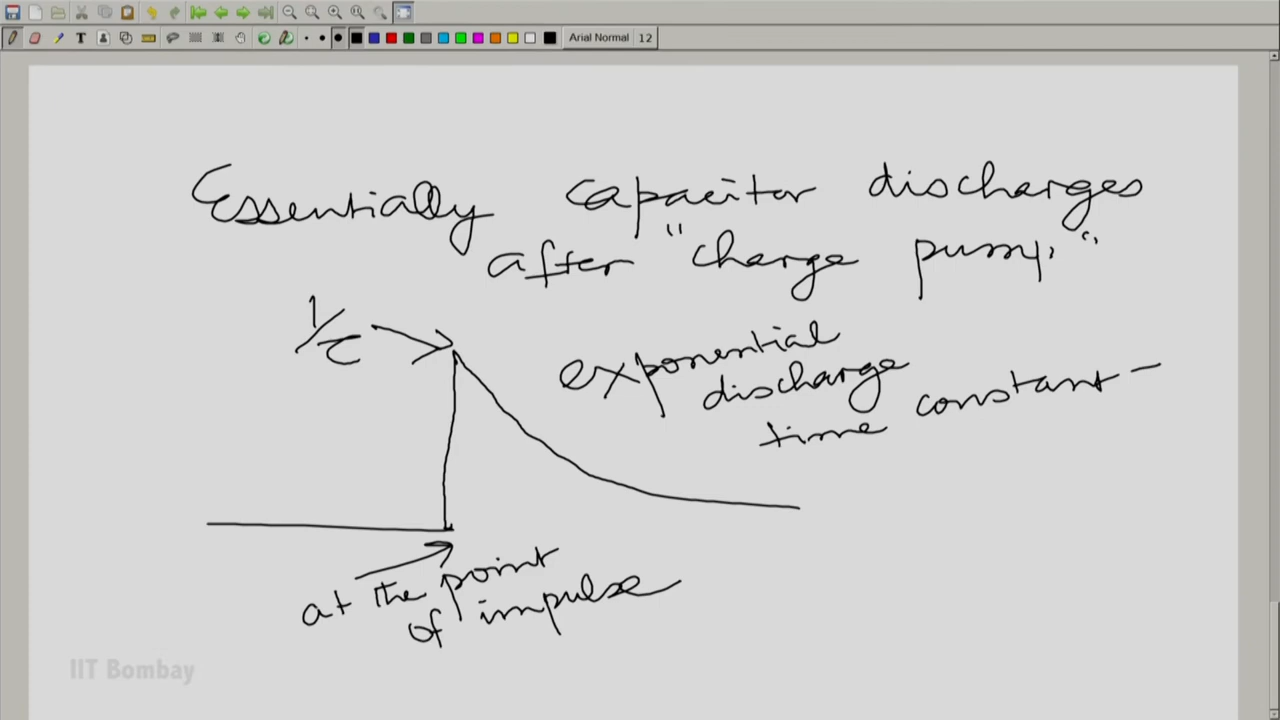 Arial Normal 12
Essentially capacitor discharges
after "charge pump."
1/τ
exponential
discharge
time constant -
at the point
of impulse
IIT Bombay